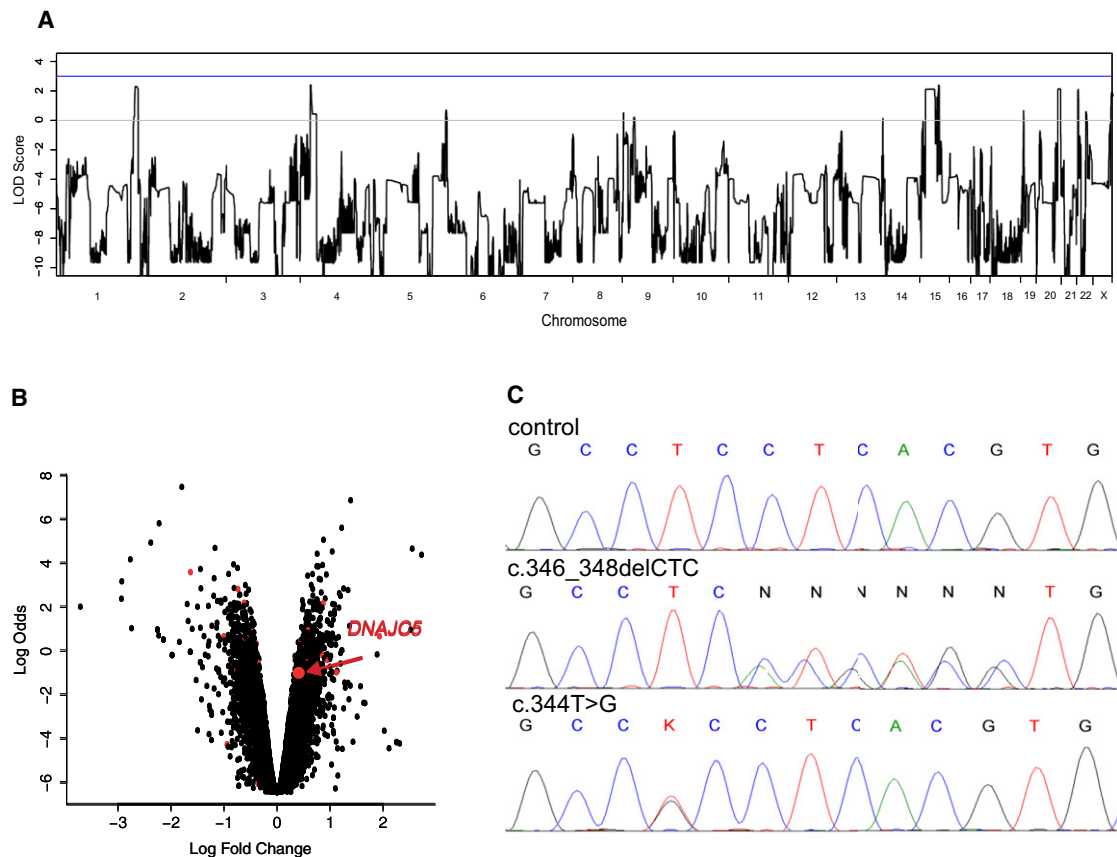 A
4
2
0
−2
−4
−6
−8
−10
LOD Score
1 2 3 4 5 6 7 8 9 10 11 12 13 14 15 16 17 18 19 20 21 22 X
Chromosome
B
8
6
4
2
0
−2
−4
−6
Log Odds
DNAJC5
−3 −2 −1 0 1 2
Log Fold Change
C
control
G C C T C C T C A C G T G
c.346_348delCTC
G C C T C N N N N N N T G
c.344T>G
G C C K C C T C A C G T G